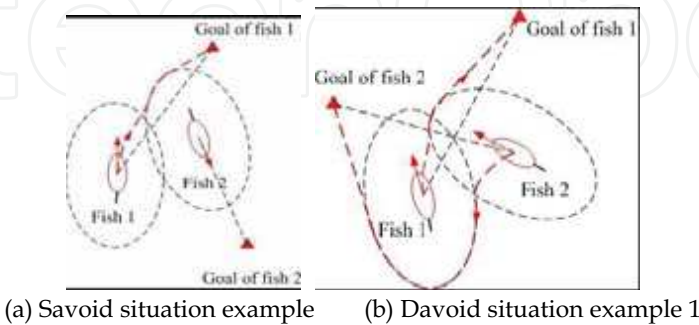 Goal of fish 1
Fish 2
Fish 1
Goal of fish 2
(a) Savoid situation example
Goal of fish 1
Goal of fish 2
Fish 2
Fish 1
(b) Davoid situation example 1